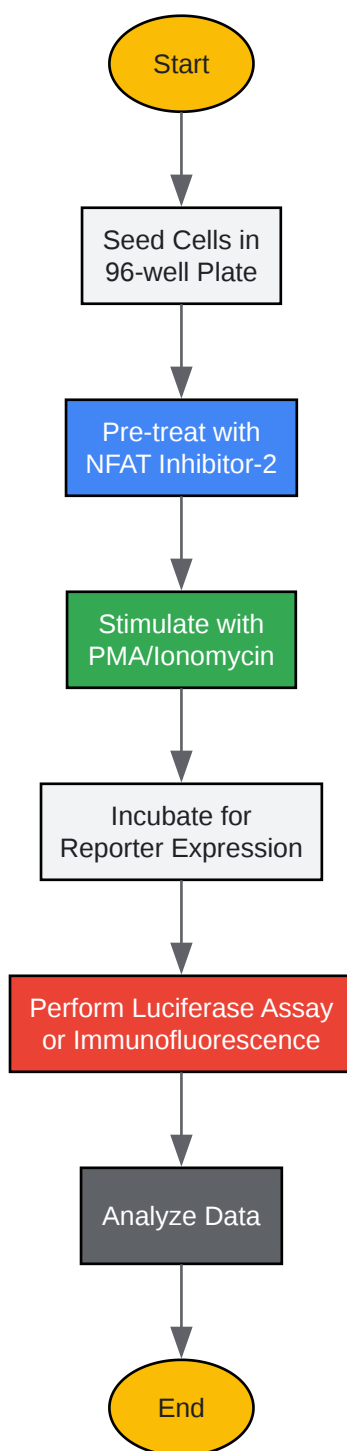 Start
Seed Cells in
96-well Plate
Pre-treat with
NFAT Inhibitor-2
Stimulate with
PMA/Ionomycin
Incubate for
Reporter Expression
Perform Luciferase Assay
or Immunofluorescence
Analyze Data
End